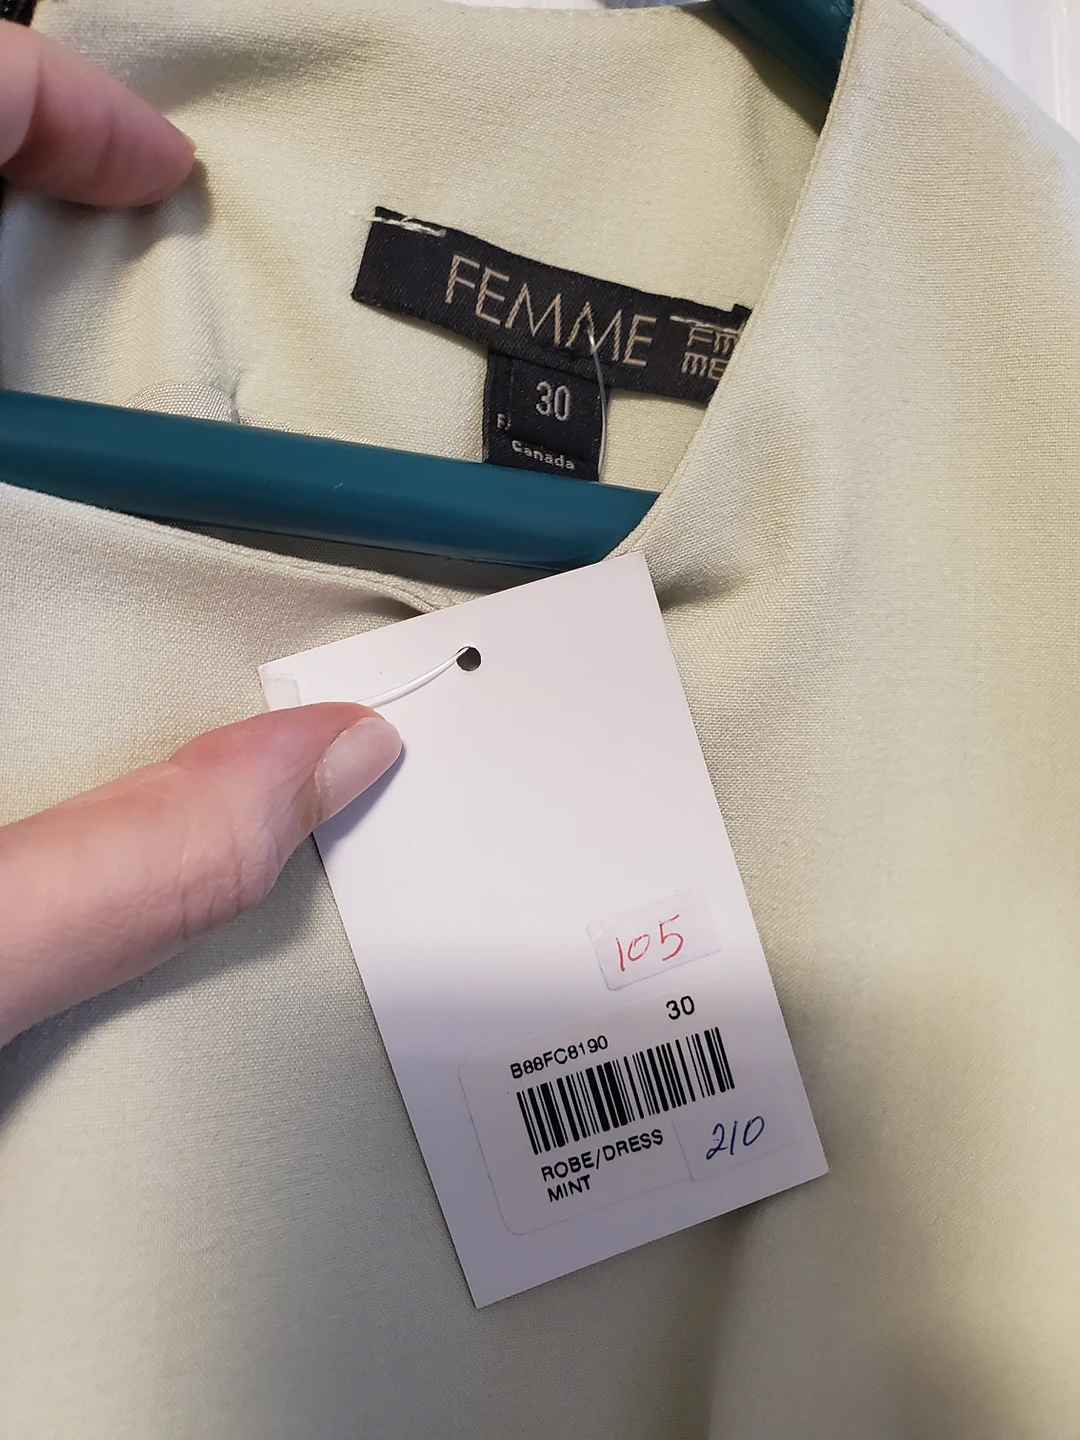 FEMME
30
Canada
105
30
B88FC8190
ROBE/DRESS
MINT
210